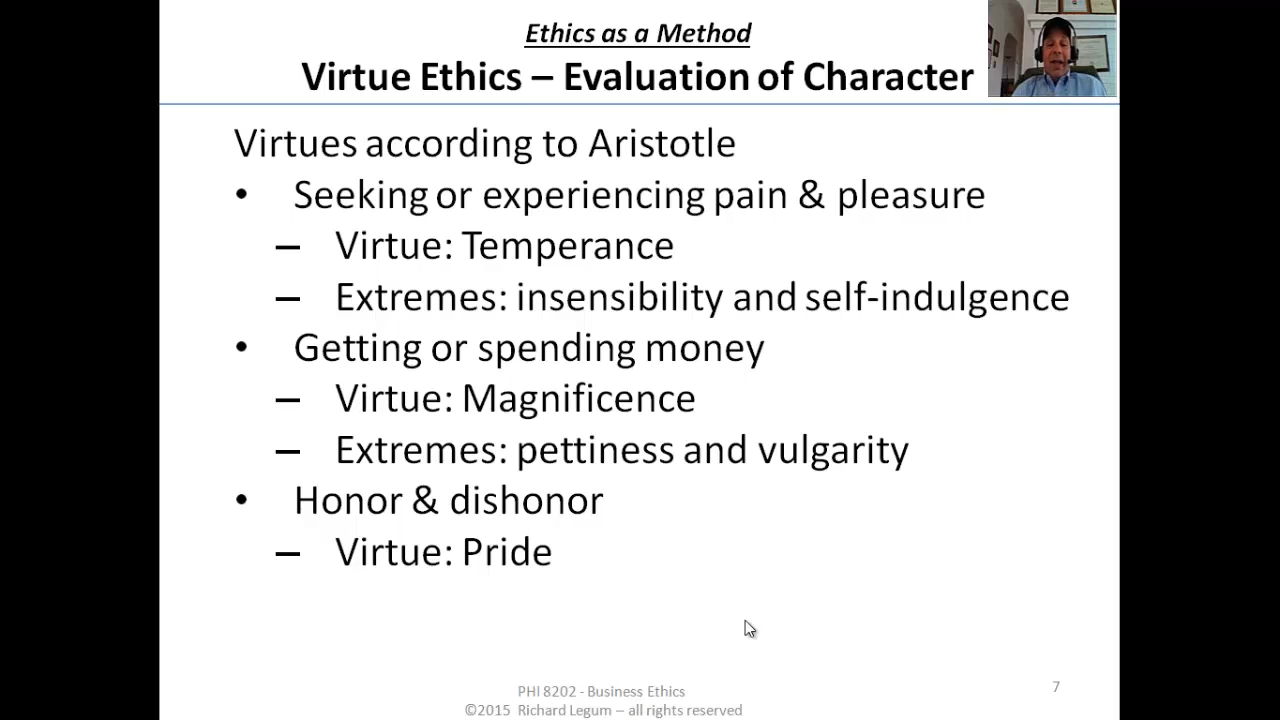 Ethics as a Method
Virtue Ethics – Evaluation of Character
Virtues according to Aristotle
• Seeking or experiencing pain & pleasure
– Virtue: Temperance
– Extremes: insensibility and self-indulgence
• Getting or spending money
– Virtue: Magnificence
– Extremes: pettiness and vulgarity
• Honor & dishonor
– Virtue: Pride
PHI 8202 - Business Ethics
©2015 Richard Legum – all rights reserved
7